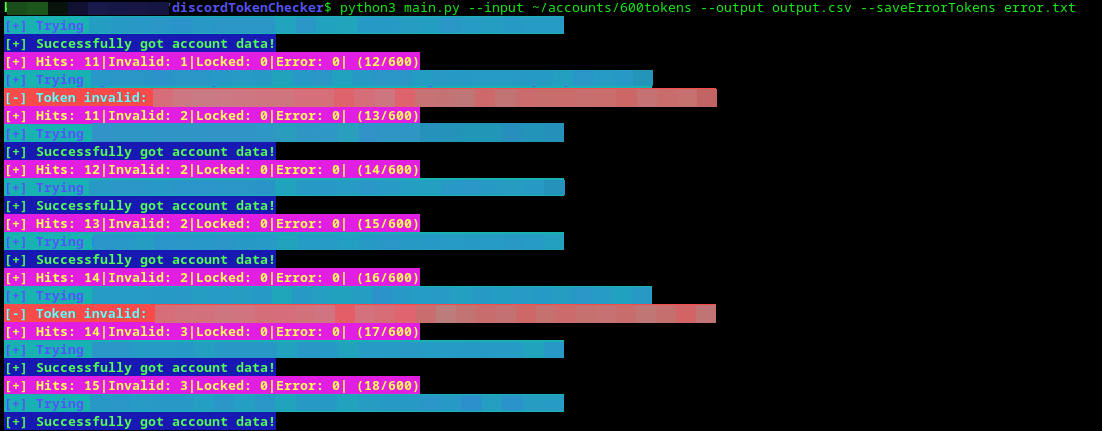 /discordTokenChecker$ python3 main.py --input ~/accounts/600tokens --output output.csv --saveErrorTokens error.txt
[+] Trying
[+] Successfully got account data!
[+] Hits: 11|Invalid: 1|Locked: 0|Error: 0| (12/600)
[+] Trying
[-] Token invalid:
[+] Hits: 11|Invalid: 2|Locked: 0|Error: 0| (13/600)
[+] Trying
[+] Successfully got account data!
[+] Hits: 12|Invalid: 2|Locked: 0|Error: 0| (14/600)
[+] Trying
[+] Successfully got account data!
[+] Hits: 13|Invalid: 2|Locked: 0|Error: 0| (15/600)
[+] Trying
[+] Successfully got account data!
[+] Hits: 14|Invalid: 2|Locked: 0|Error: 0| (16/600)
[+] Trying
[-] Token invalid:
[+] Hits: 14|Invalid: 3|Locked: 0|Error: 0| (17/600)
[+] Trying
[+] Successfully got account data!
[+] Hits: 15|Invalid: 3|Locked: 0|Error: 0| (18/600)
[+] Trying
[+] Successfully got account data!